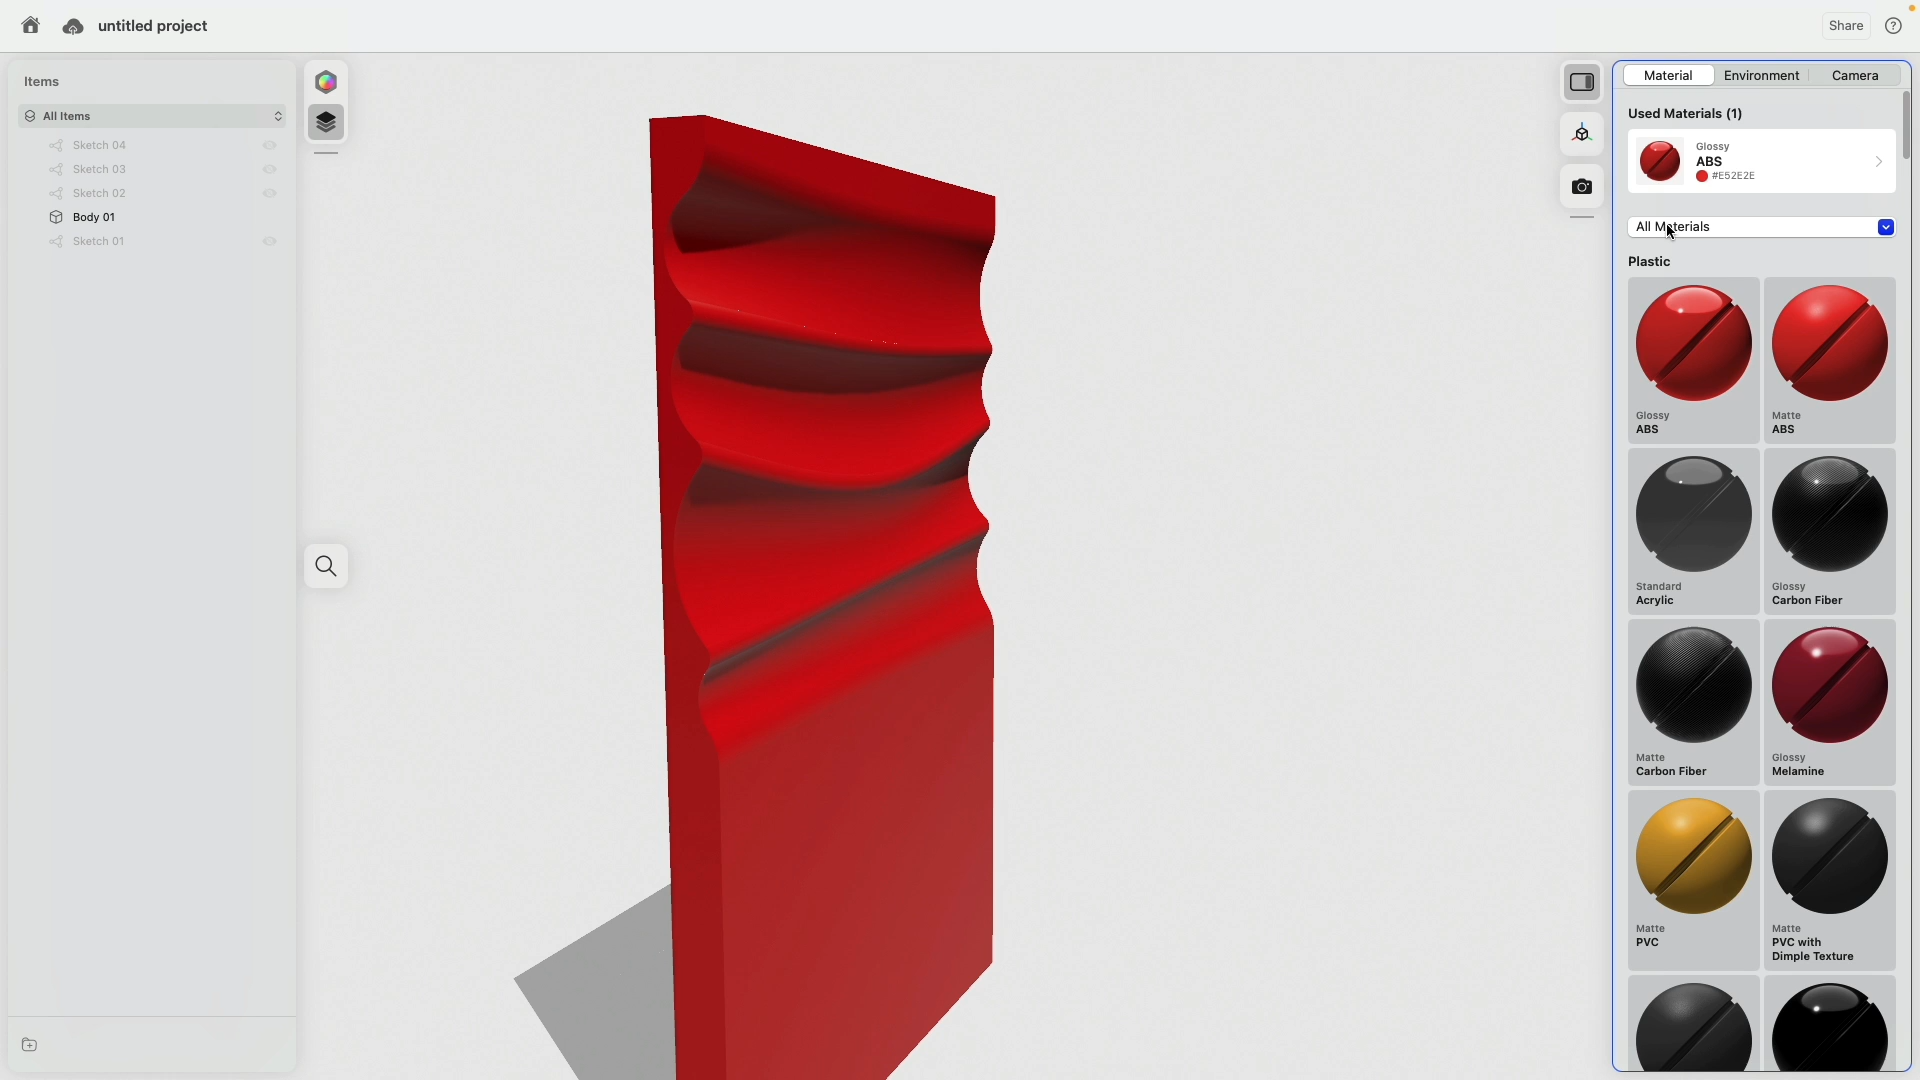 untitled project
Share
Items
All Items
Sketch 04
Sketch 03
Sketch 02
Body 01
Sketch 01
Material
Environment
Camera
Used Materials (1)
Glossy
ABS
#E52E2E
All Materials
Plastic
Glossy
ABS
Matte
ABS
Standard
Acrylic
Glossy
Carbon Fiber
Matte
Carbon Fiber
Glossy
Melamine
Matte
PVC
Matte
PVC with
Dimple Texture